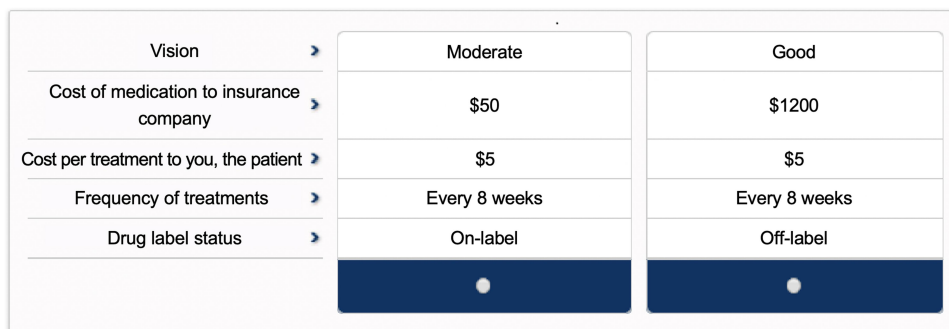 Vision Moderate Good
Cost of medication to insurance
company $50 $1200
Cost per treatment to you, the patient $5 $5
Frequency of treatments Every 8 weeks Every 8 weeks
Drug label status On-label Off-label